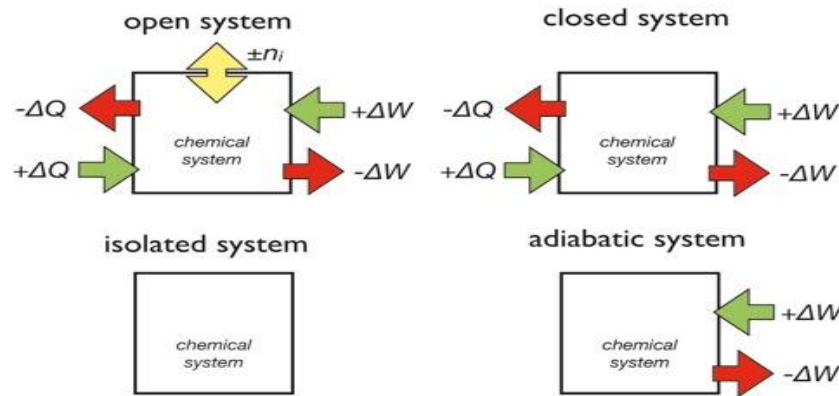 open system
closed system
±nᵢ
-ΔQ
+ΔW
chemical
system
+ΔQ
-ΔW
-ΔQ
+ΔW
chemical
system
+ΔQ
-ΔW
isolated system
adiabatic system
chemical
system
+ΔW
chemical
system
-ΔW